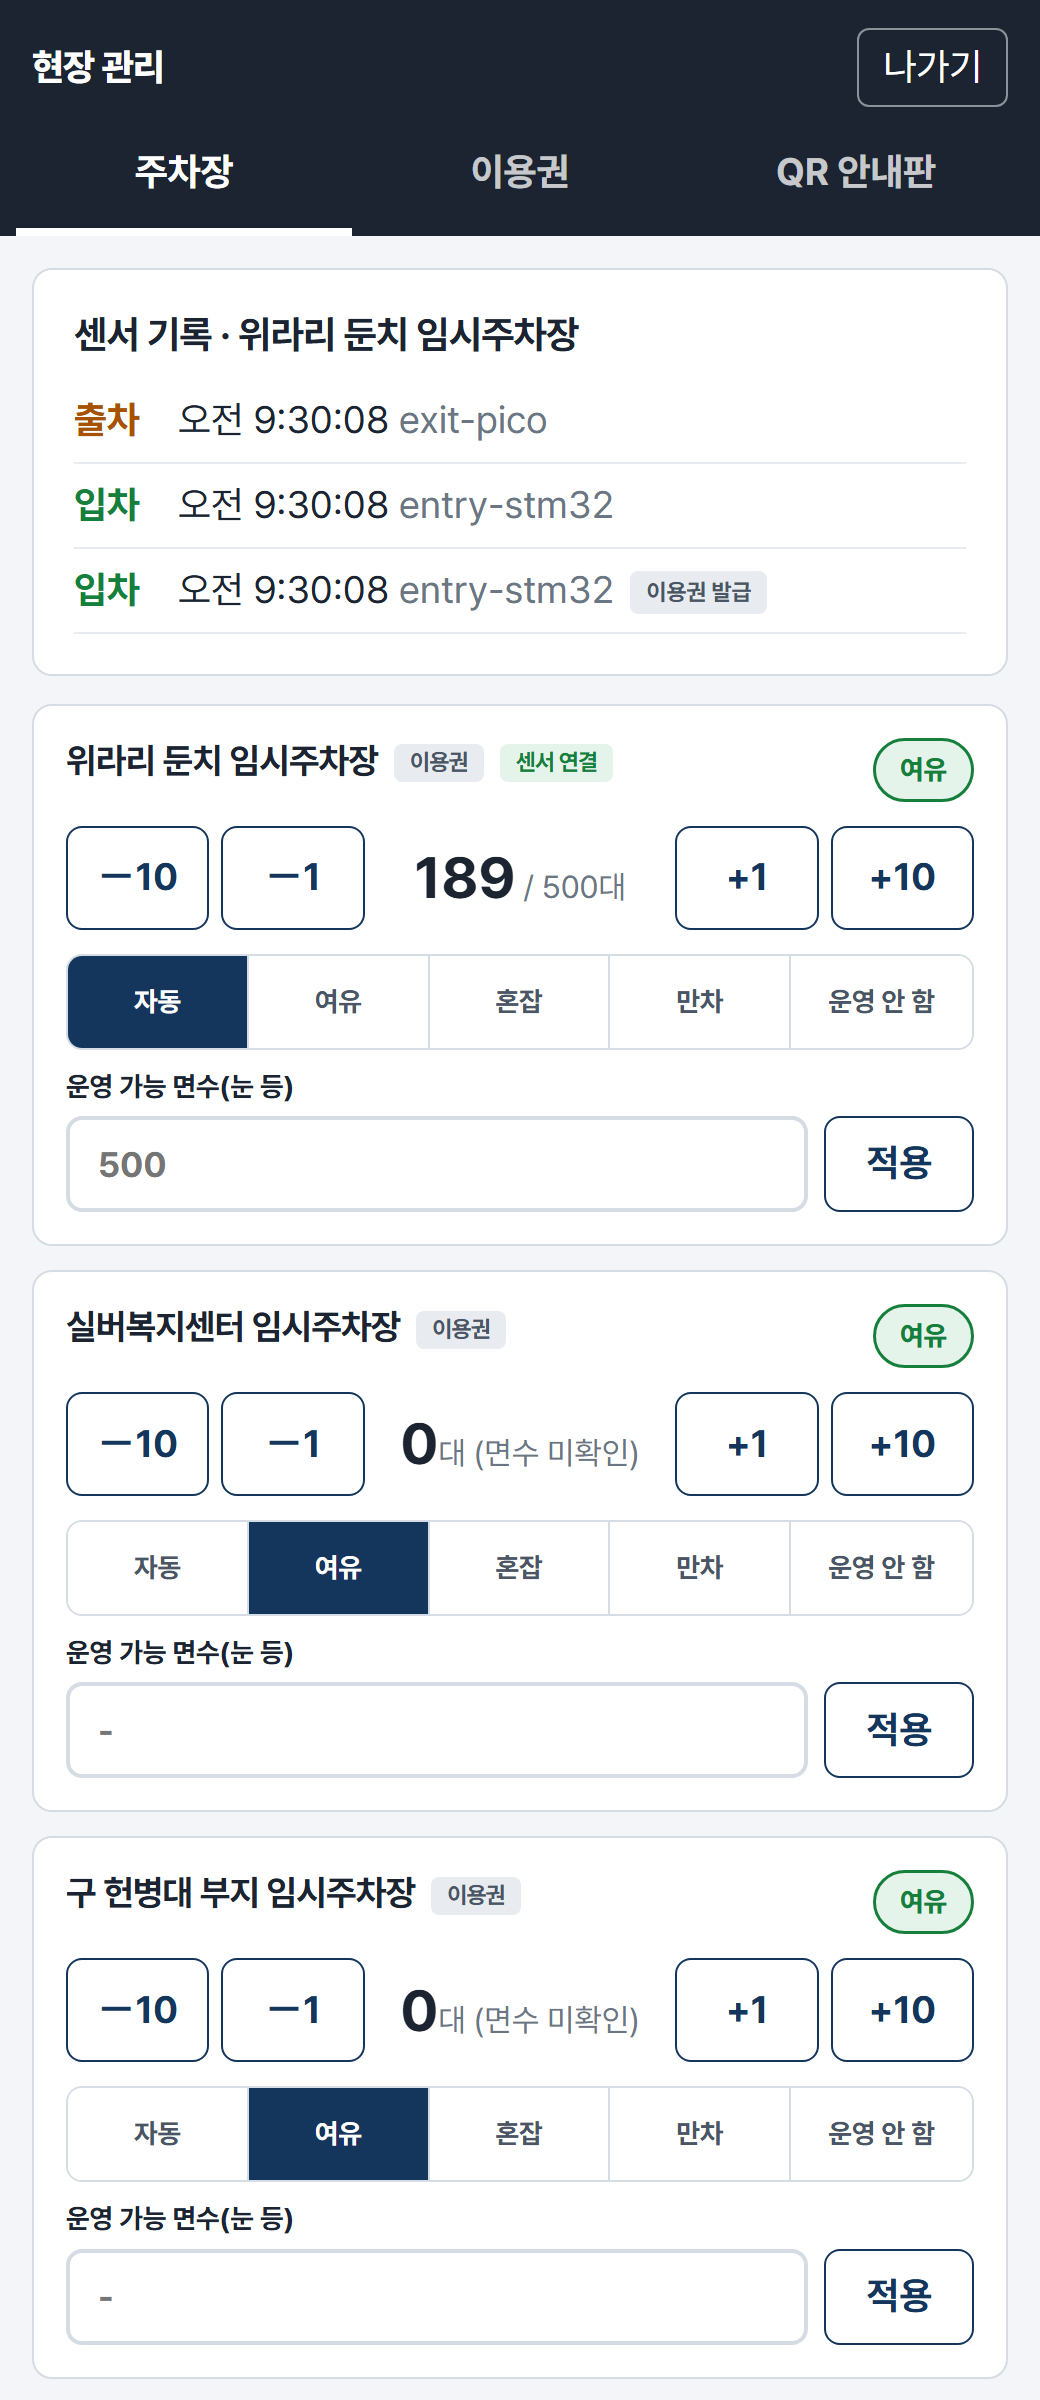 현장 관리
나가기
주차장 이용권 QR 안내판
센서 기록 · 위라리 둔치 임시주차장
출차 오전 9:30:08 exit-pico
입차 오전 9:30:08 entry-stm32
입차 오전 9:30:08 entry-stm32 이용권 발급
위라리 둔치 임시주차장 이용권 센서 연결 여유
−10 −1 189 / 500대 +1 +10
자동 여유 혼잡 만차 운영 안 함
운영 가능 면수(눈 등)
500 적용
실버복지센터 임시주차장 이용권 여유
−10 −1 0대 (면수 미확인) +1 +10
자동 여유 혼잡 만차 운영 안 함
운영 가능 면수(눈 등)
- 적용
구 헌병대 부지 임시주차장 이용권 여유
−10 −1 0대 (면수 미확인) +1 +10
자동 여유 혼잡 만차 운영 안 함
운영 가능 면수(눈 등)
- 적용